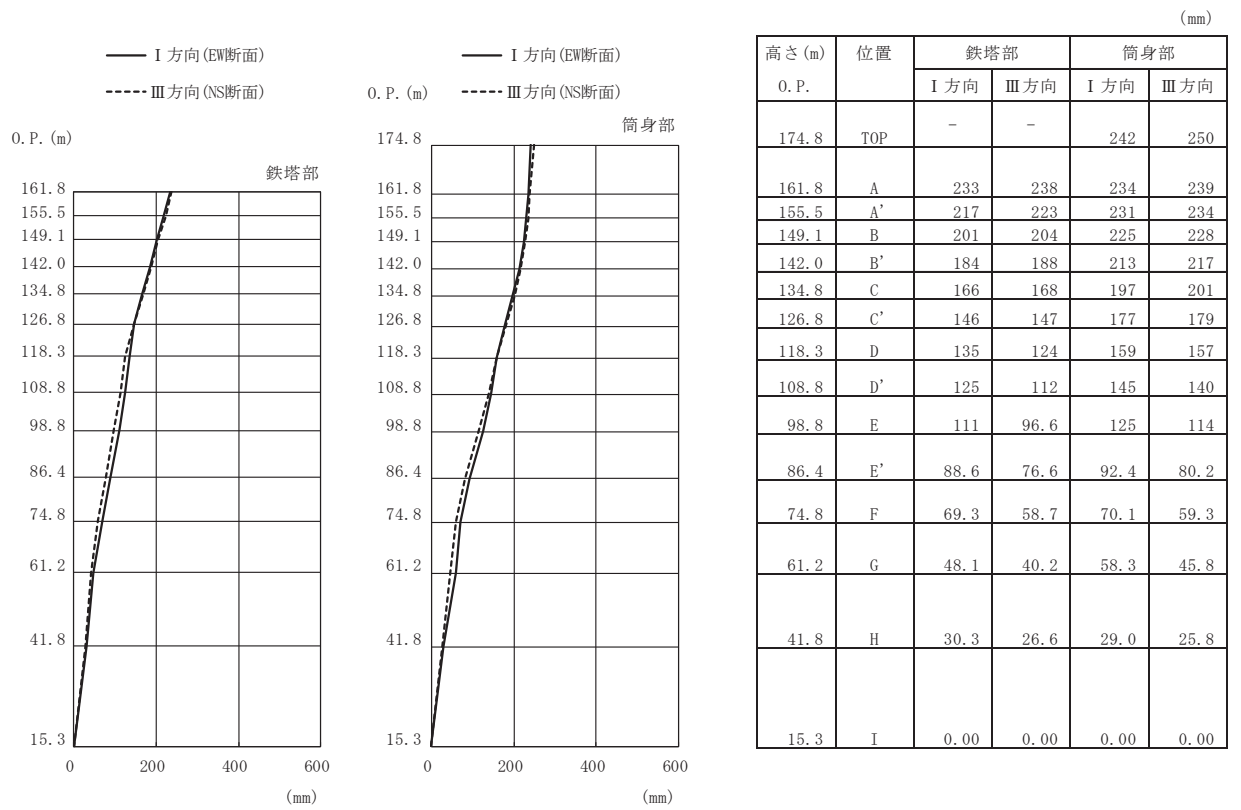 I 方向(EW断面)
Ⅲ方向(NS断面)
O.P.(m)
鉄塔部
161.8
155.5
149.1
142.0
134.8
126.8
118.3
108.8
98.8
86.4
74.8
61.2
41.8
15.3
0 200 400 600
(mm)
I 方向(EW断面)
Ⅲ方向(NS断面)
O.P.(m)
筒身部
174.8
161.8
155.5
149.1
142.0
134.8
126.8
118.3
108.8
98.8
86.4
74.8
61.2
41.8
15.3
0 200 400 600
(mm)
(mm)
高さ(m) 位置 鉄塔部 筒身部
O.P. I 方向 Ⅲ方向 I 方向 Ⅲ方向
174.8 TOP - - 242 250
161.8 A 233 238 234 239
155.5 A' 217 223 231 234
149.1 B 201 204 225 228
142.0 B' 184 188 213 217
134.8 C 166 168 197 201
126.8 C' 146 147 177 179
118.3 D 135 124 159 157
108.8 D' 125 112 145 140
98.8 E 111 96.6 125 114
86.4 E' 88.6 76.6 92.4 80.2
74.8 F 69.3 58.7 70.1 59.3
61.2 G 48.1 40.2 58.3 45.8
41.8 H 30.3 26.6 29.0 25.8
15.3 I 0.00 0.00 0.00 0.00